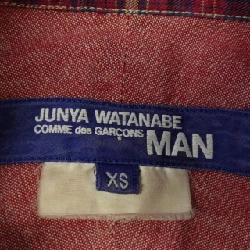 JUNYA WATANABE
COMME des GARÇONS MAN
XS